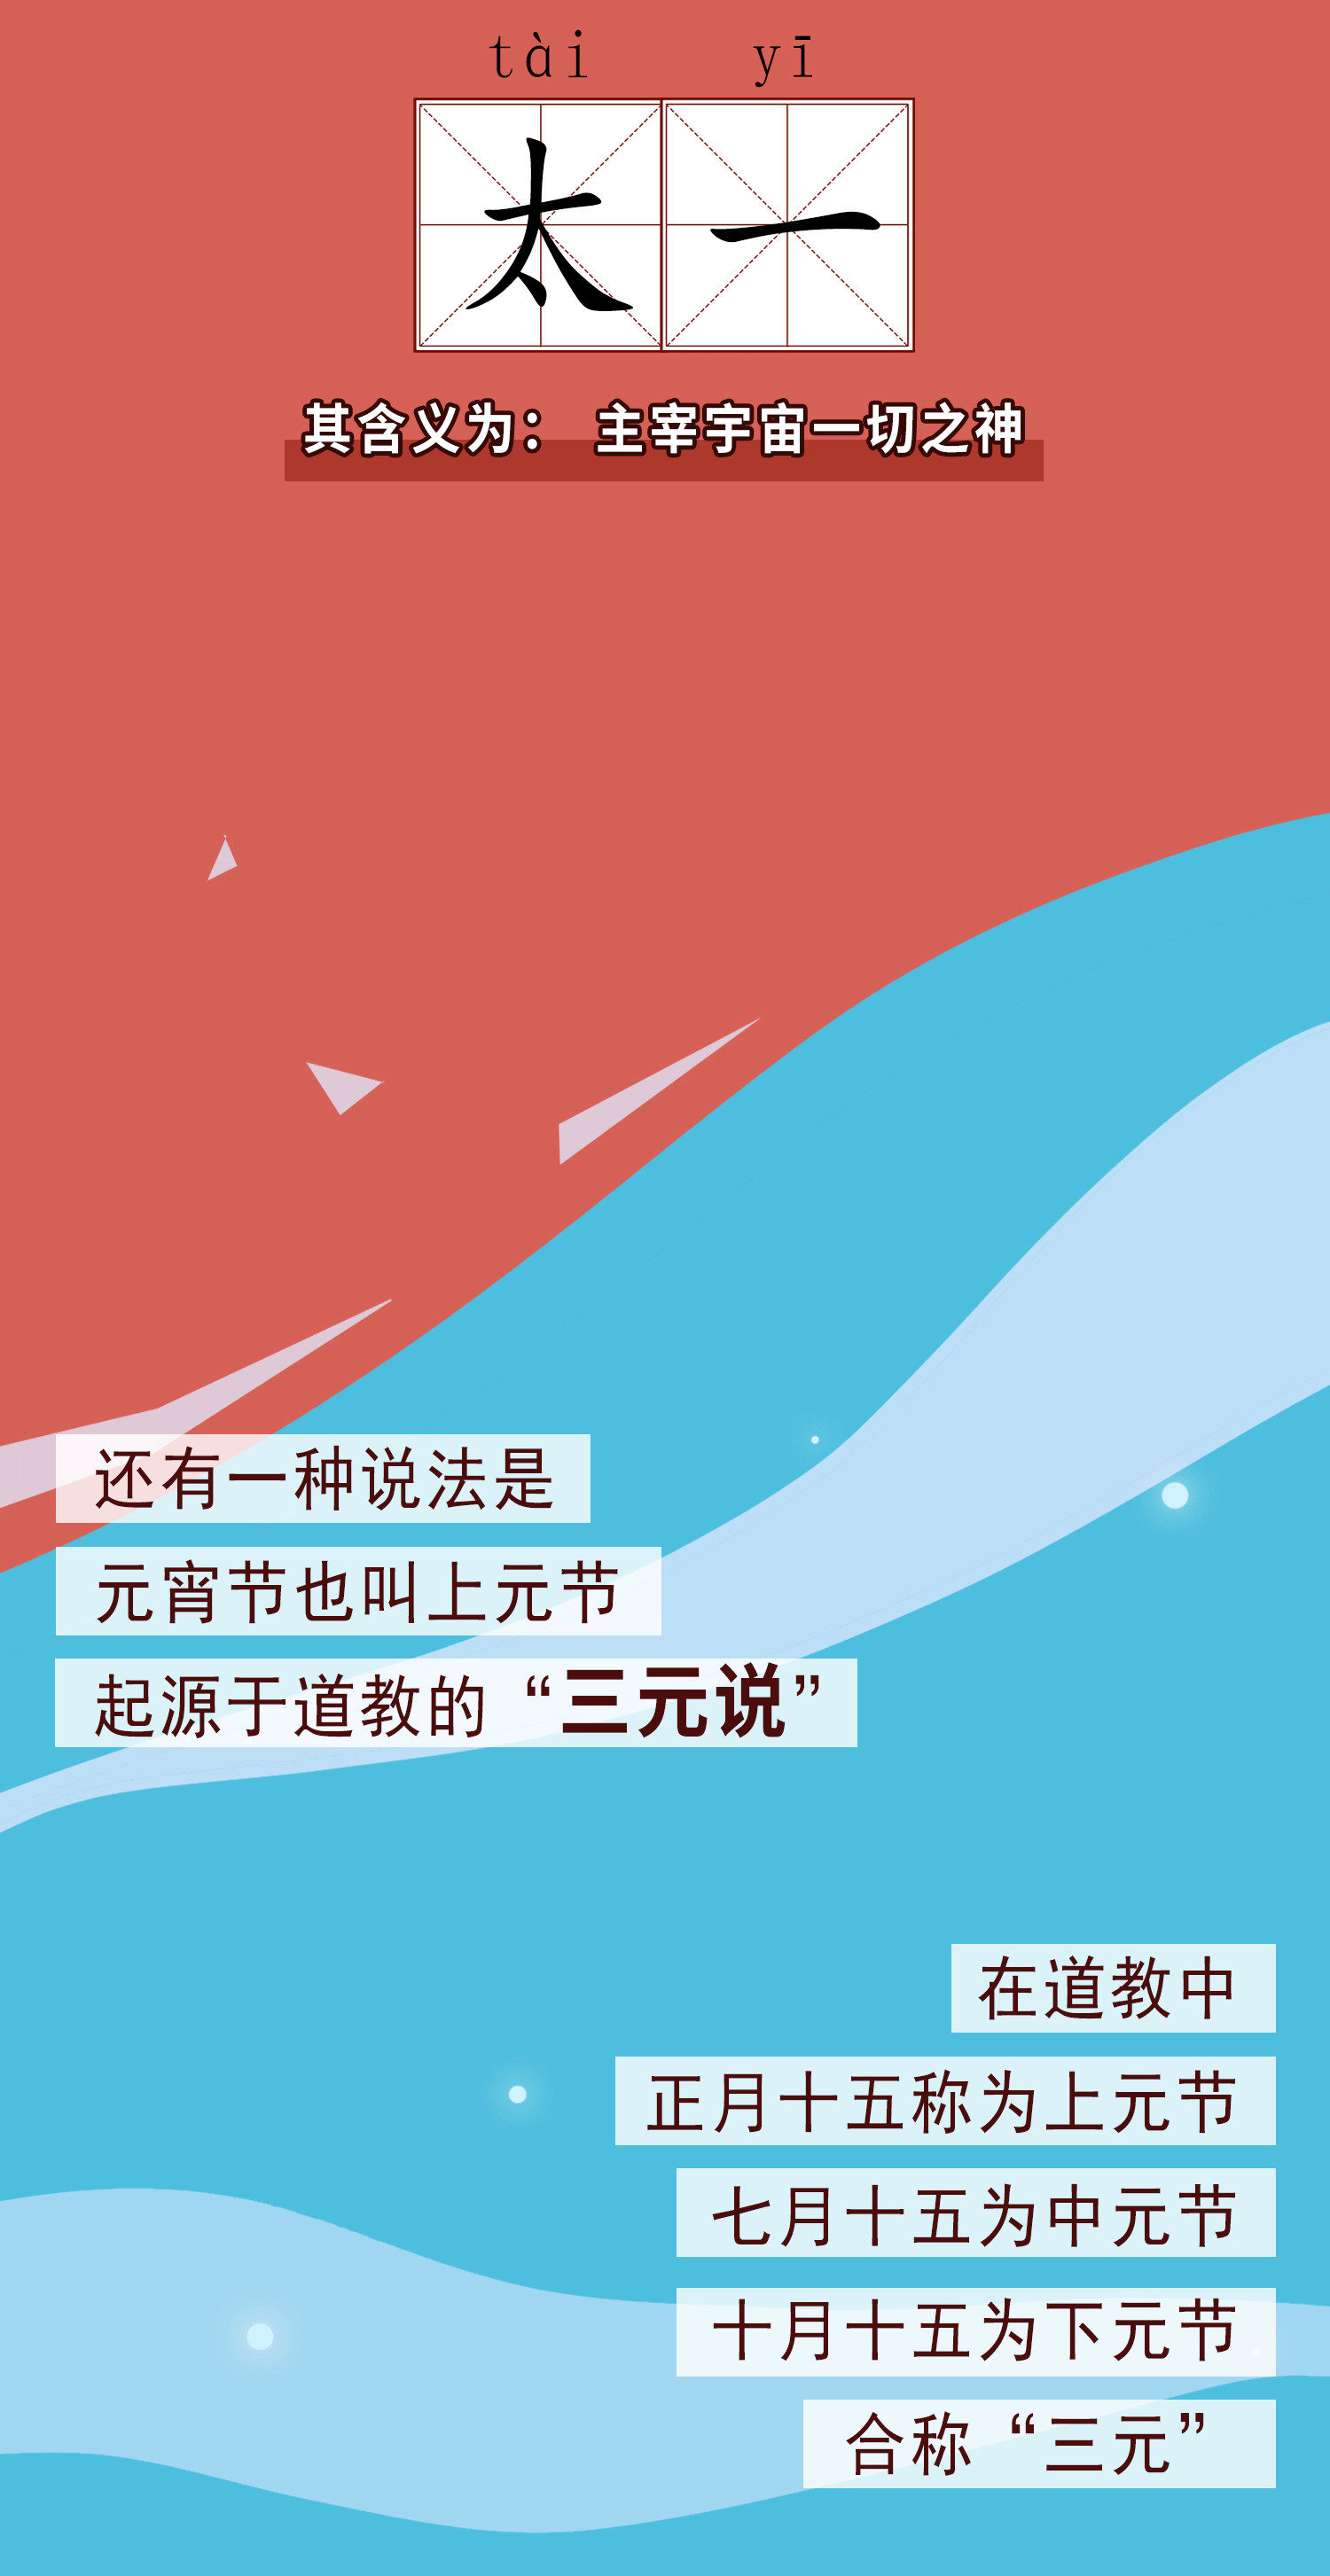 tài yī
太一
其含义为： 主宰宇宙一切之神
还有一种说法是
元宵节也叫上元节
起源于道教的“三元说”
在道教中
正月十五称为上元节
七月十五为中元节
十月十五为下元节
合称“三元”